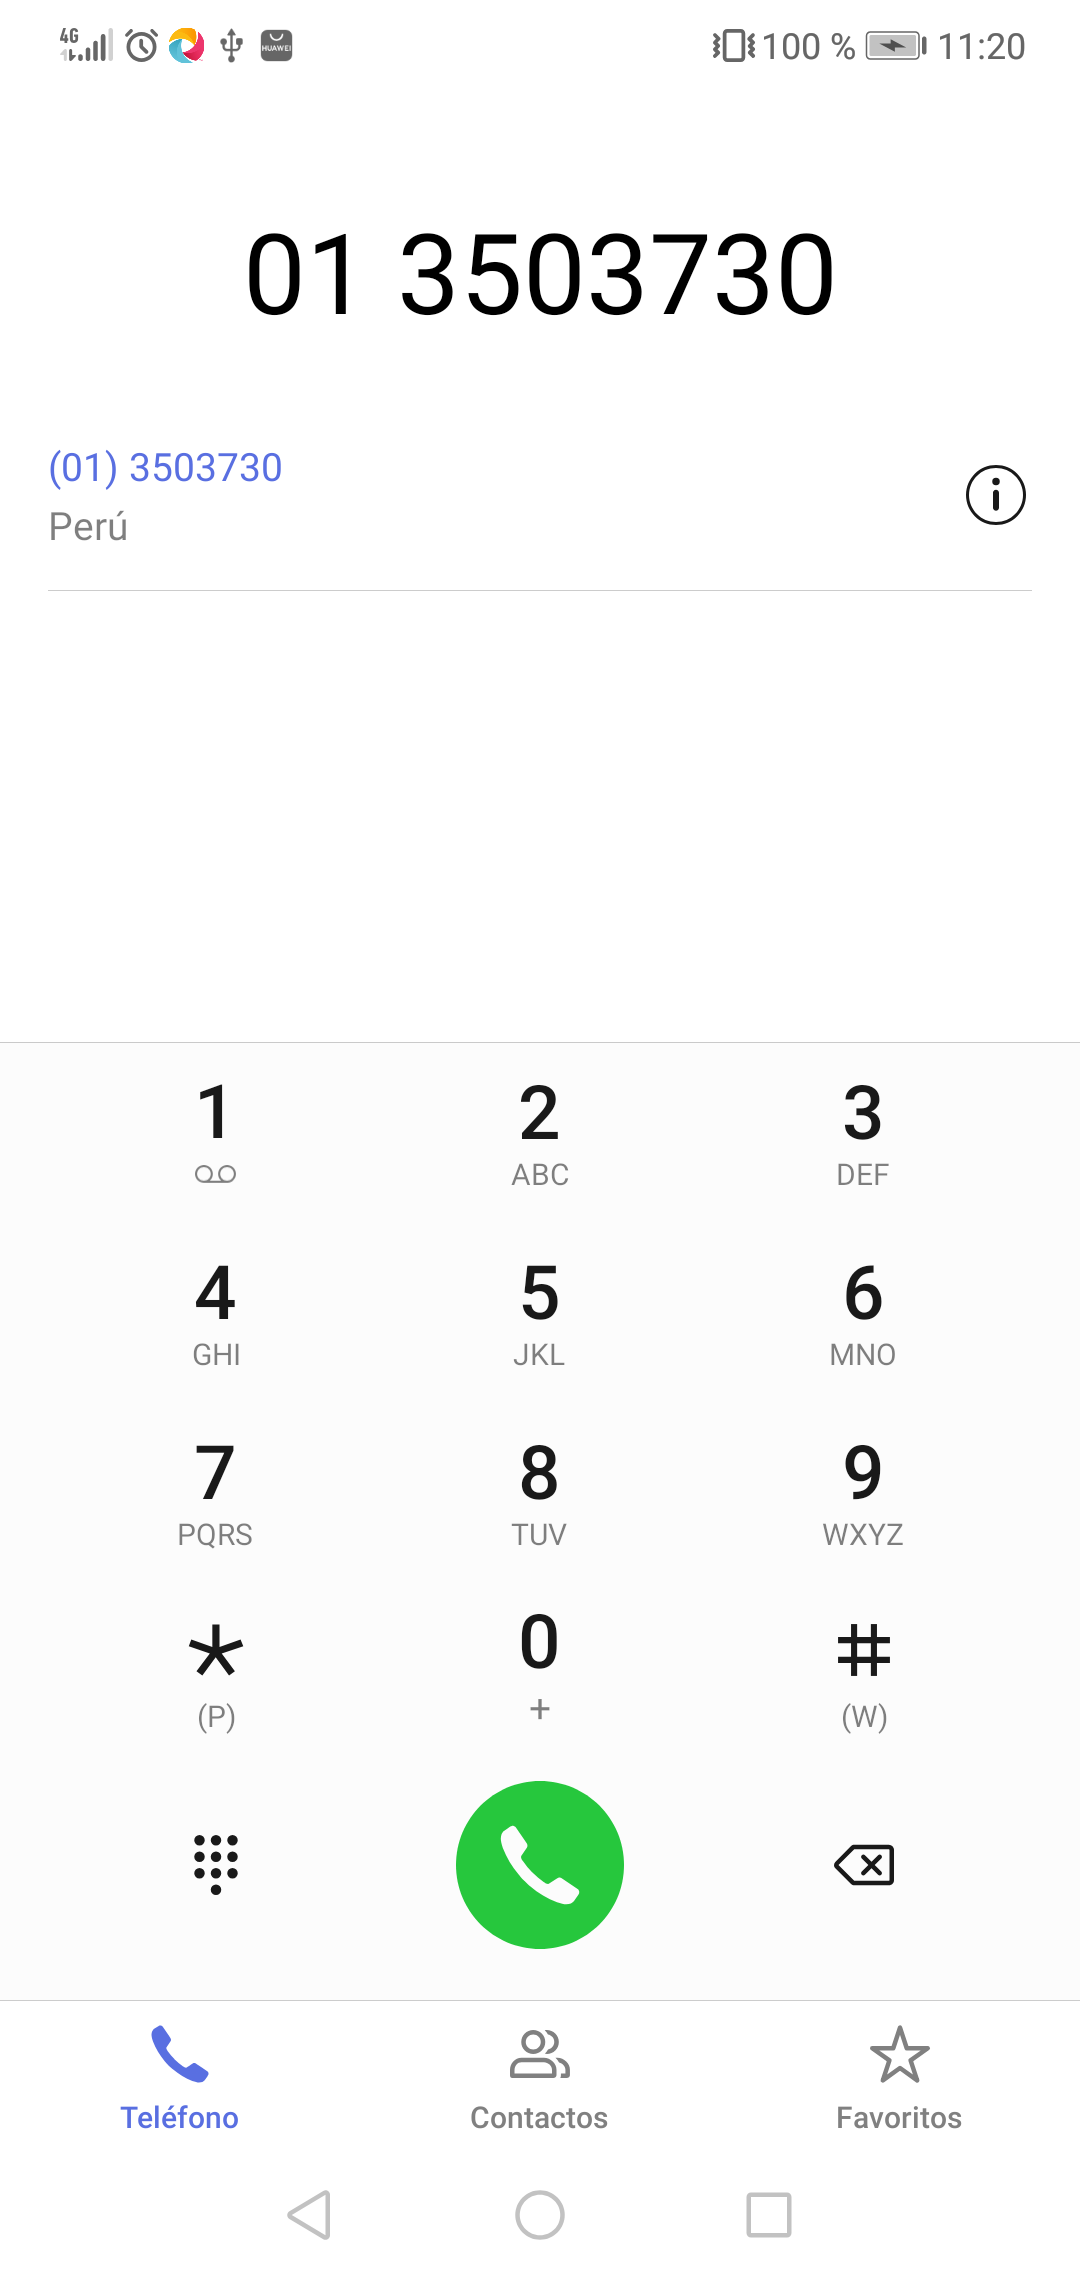 4G HUAWEI 100 % 11:20
01 3503730
(01) 3503730
Perú
1 2 3
ABC DEF
4 5 6
GHI JKL MNO
7 8 9
PQRS TUV WXYZ
* 0 #
(P) + (W)
Teléfono Contactos Favoritos